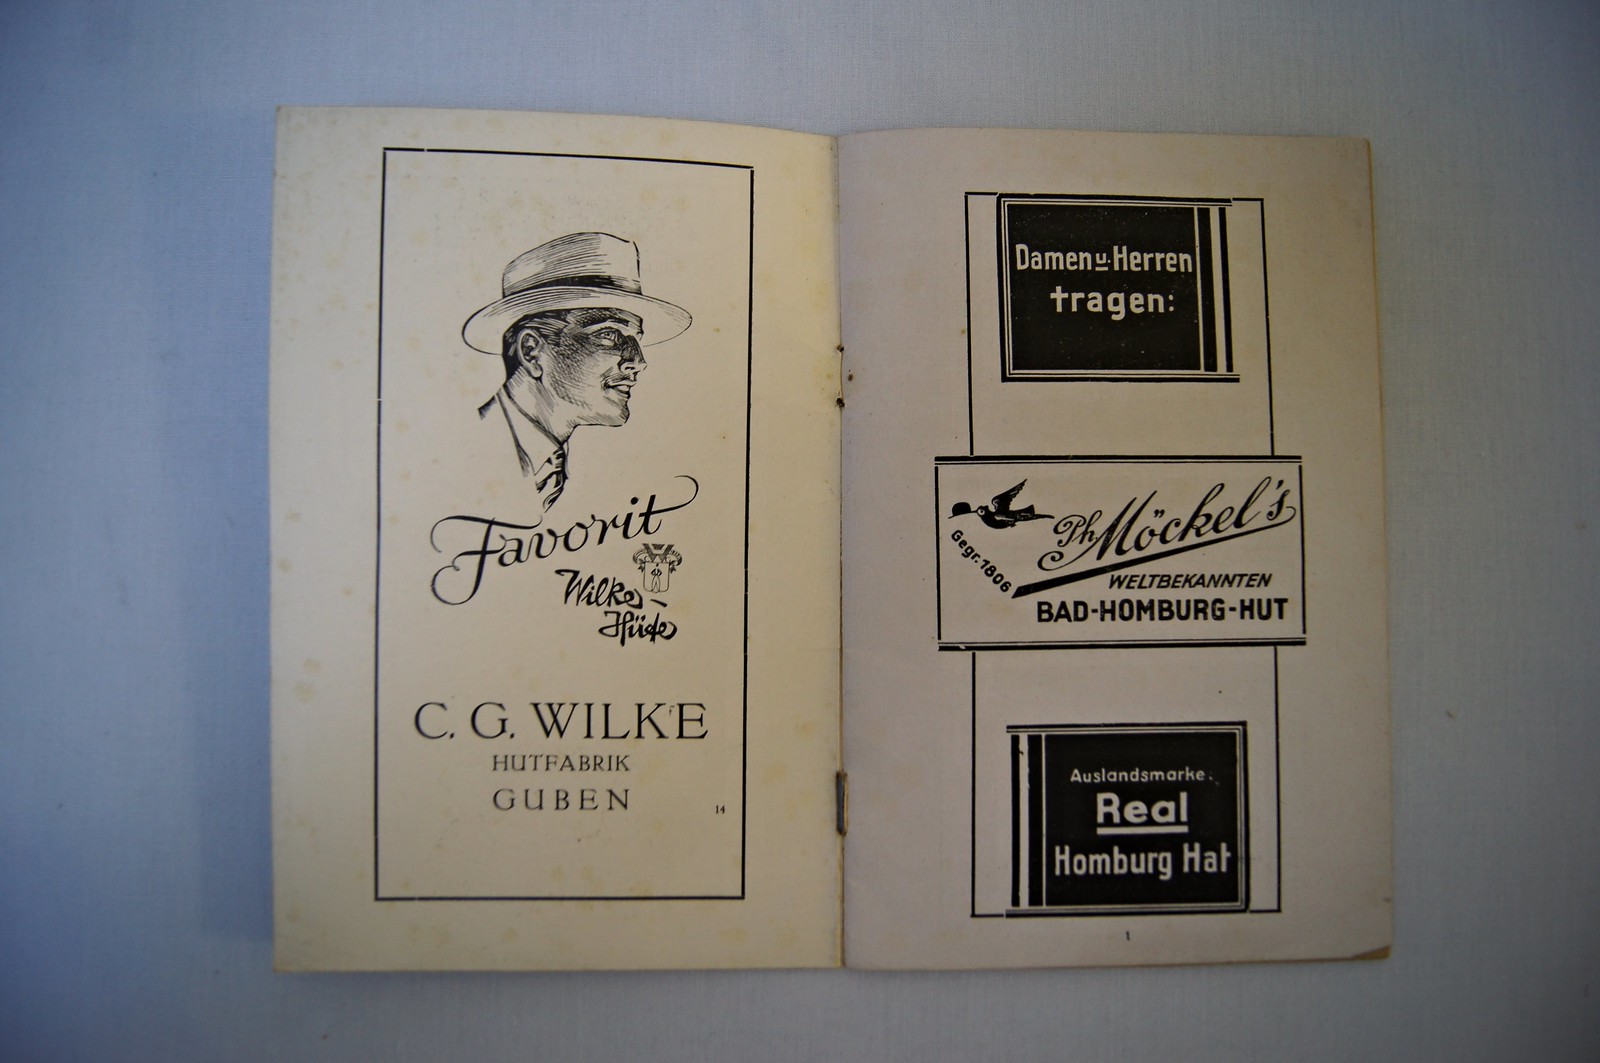 Favorit
Wilke-
Hüte
C. G. WILKE
HUTFABRIK
GUBEN
14
Damen u. Herren
tragen:
Gegr. 1806
Ph. Möckel's
WELTBEKANNTEN
BAD-HOMBURG-HUT
Auslandsmarke:
Real
Homburg Hat
1